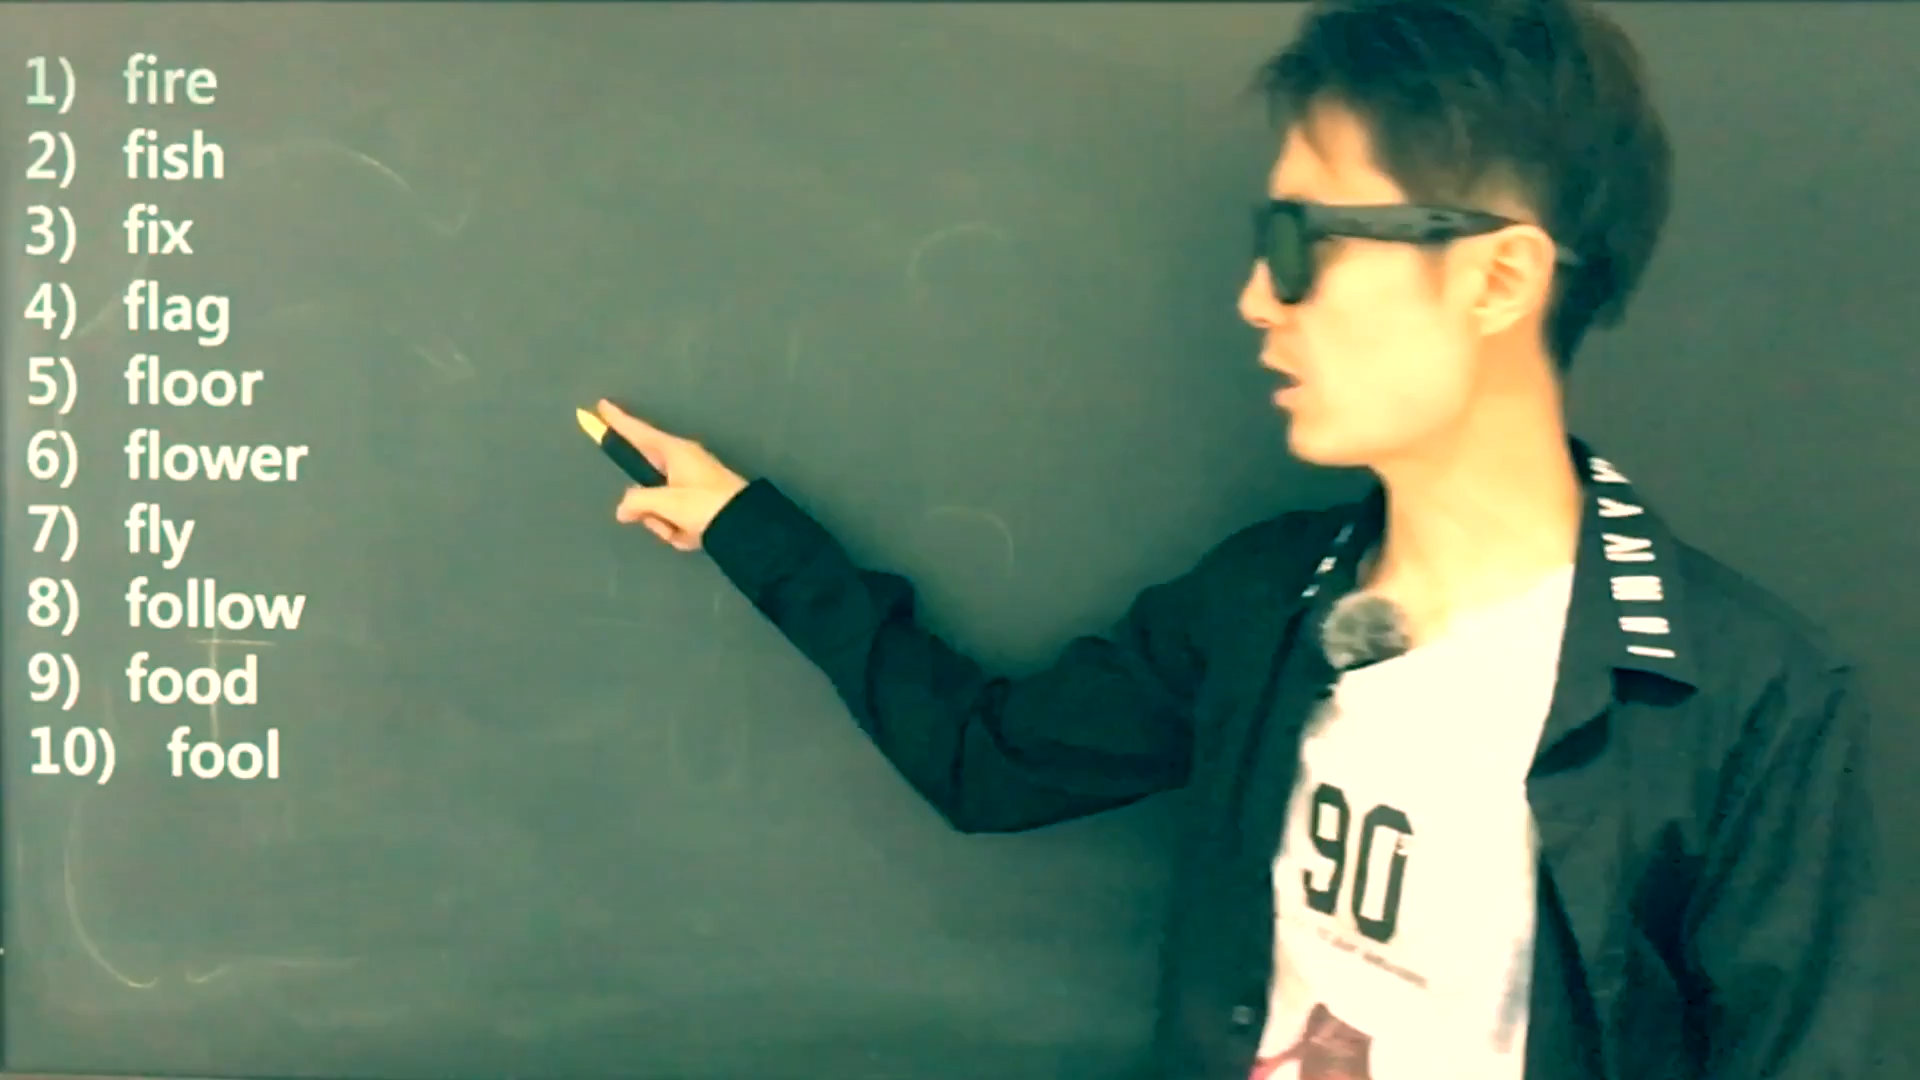 1) fire
2) fish
3) fix
4) flag
5) floor
6) flower
7) fly
8) follow
9) food
10) fool
90